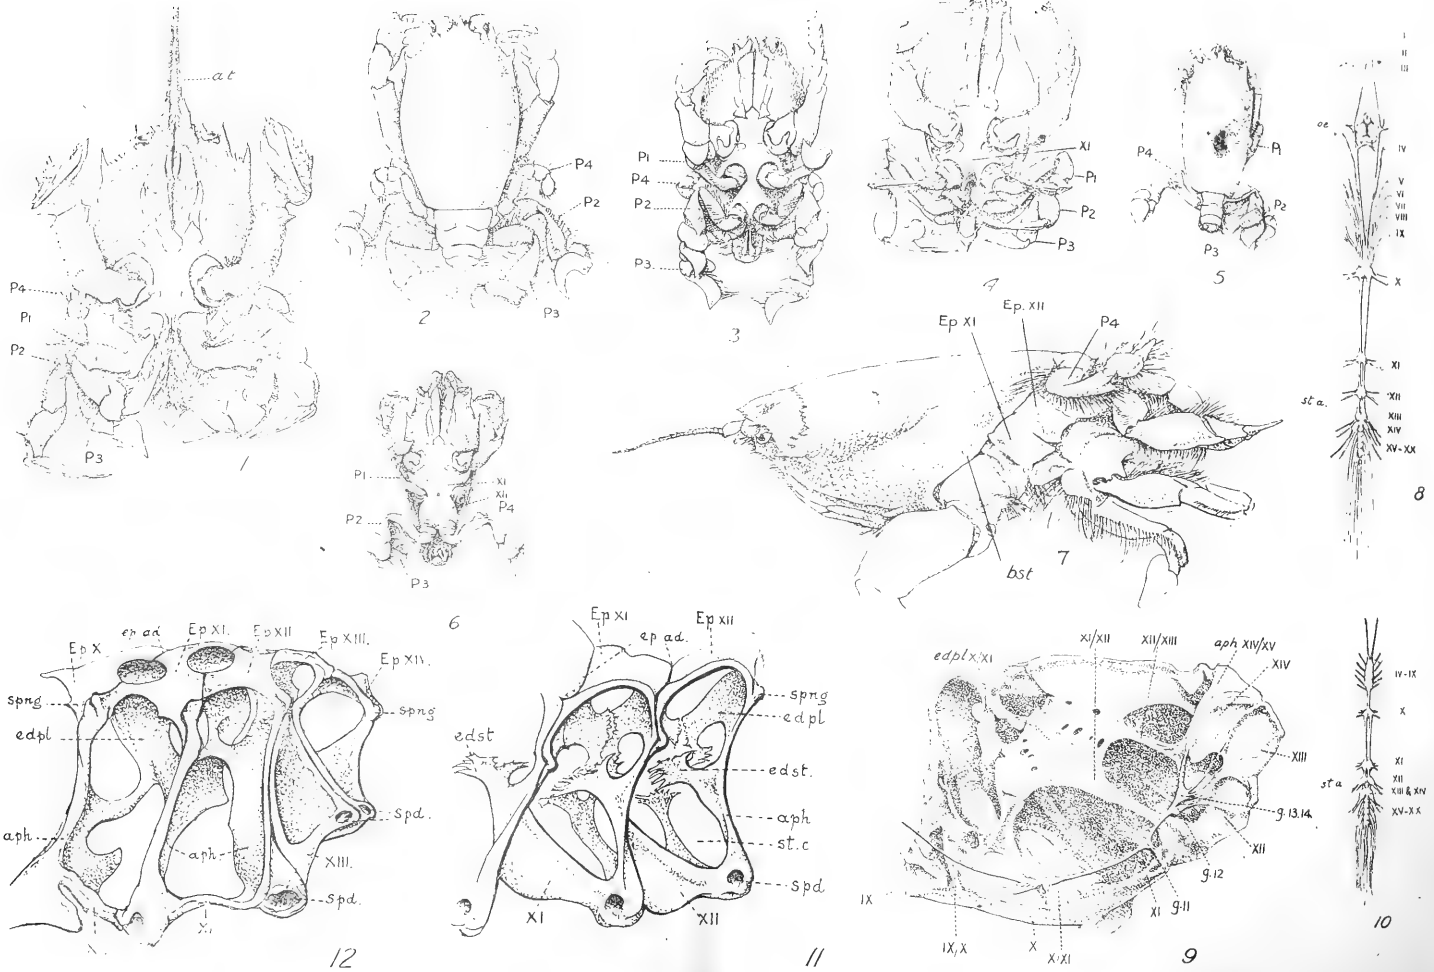 at
P4
P1
P2
P3
1
P4
P2
P3
2
P1
P4
P2
P3
3
XI
P1
P2
P3
4
P4
P1
P2
P3
5
P1
P2
P3
XI
XII
P4
6
Ep XI
Ep. XII
P4
bst
7
I
II
III
oe
IV
V
VI
VII
VIII
IX
X
XI
st a.
XII
XIII
XIV
XV-XX
8
edpl X/XI
XI/XII
XII/XIII
aph XIV/XV
XIV
XIII
g.13.14.
XII
g.12
g.11
XI
IX
IX/X
X
X/XI
9
IV-IX
X
XI
XII
st a
XIII & XIV
XV-XX
10
Ep XI
ep ad.
Ep XII
spng
edpl
edst
edst.
aph
st.c
spd
XI
XII
11
Ep X
ep ad
Ep XI.
Ep XII
Ep XIII.
Ep XIV.
spng
spng
edpl
aph
aph
spd.
XIII.
spd.
XI
12